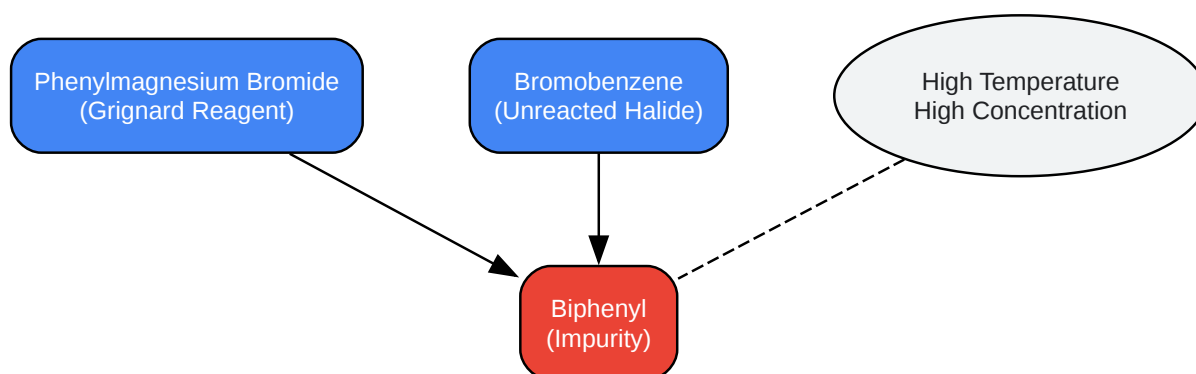 Phenylmagnesium Bromide
(Grignard Reagent)
Bromobenzene
(Unreacted Halide)
High Temperature
High Concentration
Biphenyl
(Impurity)